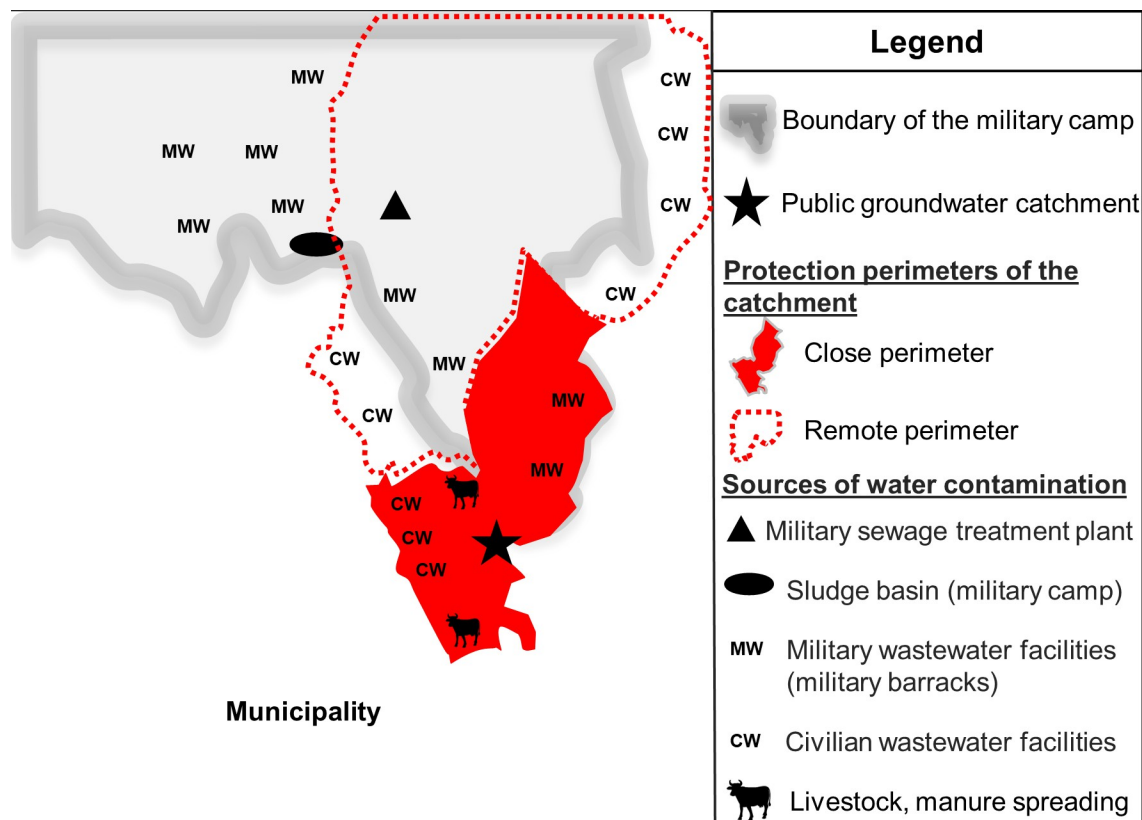 Legend
MW
CW
Boundary of the military camp
CW
MW
MW
CW
MW
Public groundwater catchment
MW
Protection perimeters of the
catchment
CW
MW
CW
Close perimeter
MW
MW
CW
Remote perimeter
MW
Sources of water contamination
CW
CW
Military sewage treatment plant
CW
Sludge basin (military camp)
MW Military wastewater facilities
(military barracks)
Municipality
CW Civilian wastewater facilities
Livestock, manure spreading